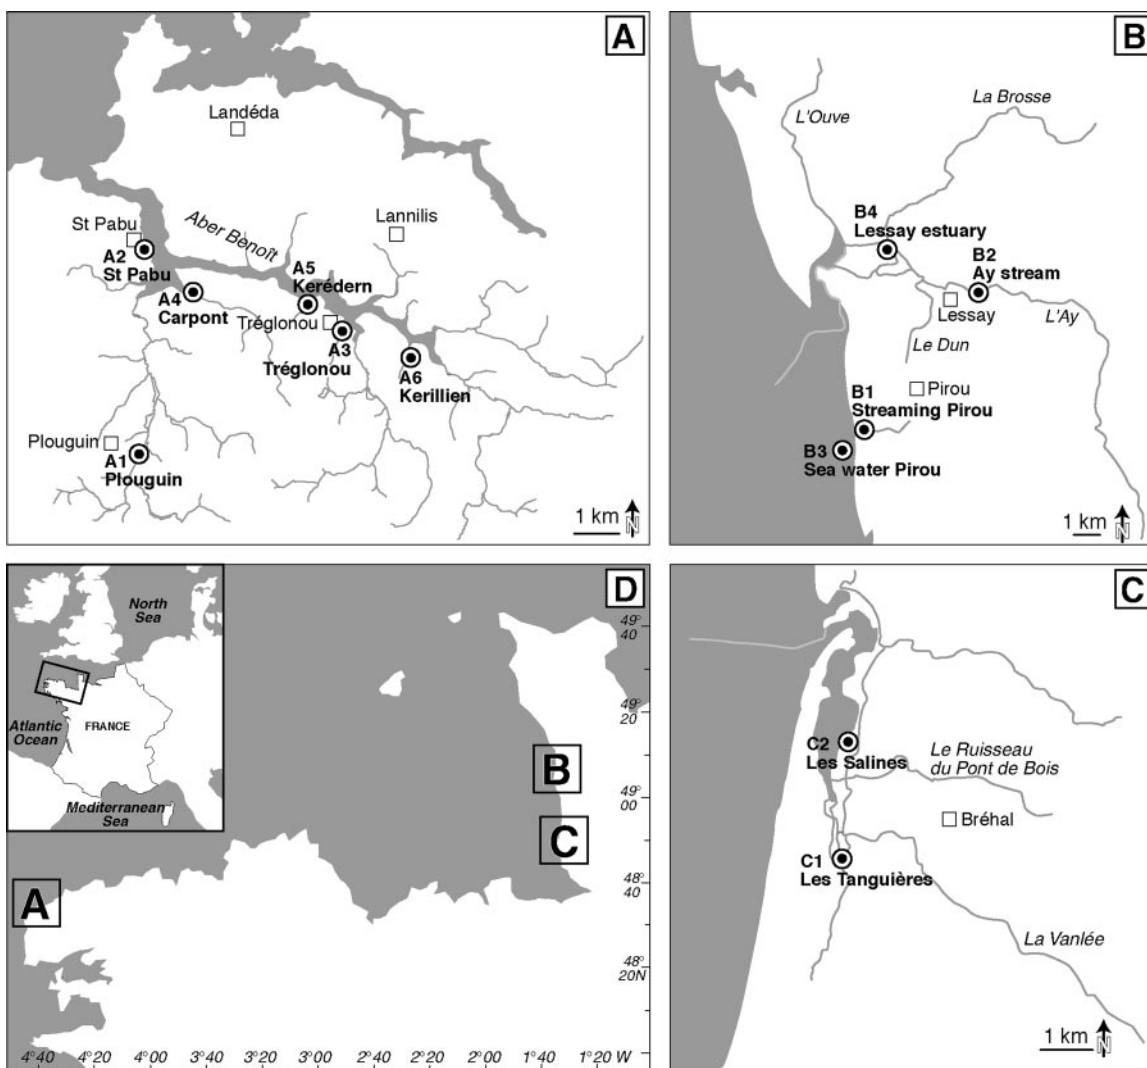 A
Landéda
St Pabu
Aber Benoît
Lannilis
A2
St Pabu
A5
Kerédern
A4
Carpont
Tréglonou
A3
Tréglonou
A6
Kerillien
Plouguin
A1
Plouguin
1 km
N
B
L'Ouve
La Brosse
B4
Lessay estuary
B2
Ay stream
Lessay
L'Ay
Le Dun
B1
Pirou
Streaming Pirou
B3
Sea water Pirou
1 km
N
D
North
Sea
Atlantic
Ocean
FRANCE
Mediterranean
Sea
49°
40
49°
20
B
49°
00
C
48°
40
A
48°
20N
4°40 4°20 4°00 3°40 3°20 3°00 2°20 2°00 1°40 1°20 W
C
C2
Les Salines
Le Ruisseau
du Pont de Bois
Bréhal
C1
Les Tanguières
La Vanlée
1 km
N